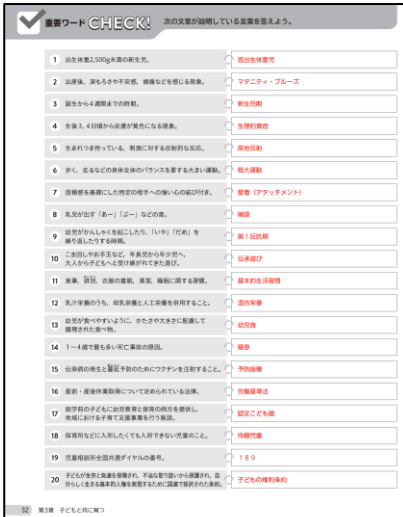 重要ワード CHECK! 次の文章が説明している言葉を答えよう。
1 出生体重2,500g未満の新生児。 低出生体重児
2 出産後、涙もろさや不安感、頭痛などを感じる現象。 マタニティ・ブルーズ
3 誕生から4週間までの時期。 新生児期
4 生後3,4日頃から皮膚が黄色になる現象。 生理的黄疸
5 生まれつき持っている、刺激に対する反射的な反応。 原始反射
6 歩く、走るなどの身体全体のバランスを要する大きい運動。 粗大運動
7 信頼感を基礎にした特定の相手への強い心の結び付き。 愛着(アタッチメント)
8 乳児が出す「あー」「ぶー」などの音。 喃語
9 幼児がかんしゃくを起こしたり、「いや」「だめ」を
繰り返したりする時期。 第1反抗期
10 こま回しやお手玉など、年長児から年少児へ、
大人から子どもへと受け継がれてきた遊び。 伝承遊び
11 食事、排泄、衣服の着脱、清潔、睡眠に関する習慣。 基本的生活習慣
12 乳汁栄養のうち、母乳栄養と人工栄養を併用すること。 混合栄養
13 幼児が食べやすいように、かたさや大きさに配慮して
調理された食べ物。 幼児食
14 1〜4歳で最も多い死亡事故の原因。 窒息
15 伝染病の発生と蔓延予防のためにワクチンを注射すること。 予防接種
16 産前・産後休業取得について定められている法律。 労働基準法
17 就学前の子どもに幼児教育と保育の両方を提供し、
地域における子育て支援事業を行う施設。 認定こども園
18 保育所などに入所したくても入所できない児童のこと。 待機児童
19 児童相談所全国共通ダイヤルの番号。 189
20 子どもが生存と発達を保障され、不当な取り扱いから保護され、自
分らしく生きる基本的人権を実現するために国連で採択された条約。 子どもの権利条約
32 第3章 子どもと共に育つ